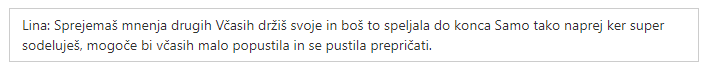 Lina: Sprejemaš mnenja drugih Včasih držiš svoje in boš to speljala do konca Samo tako naprej ker super
sodeluješ, mogoče bi včasih malo popustila in se pustila prepričati.